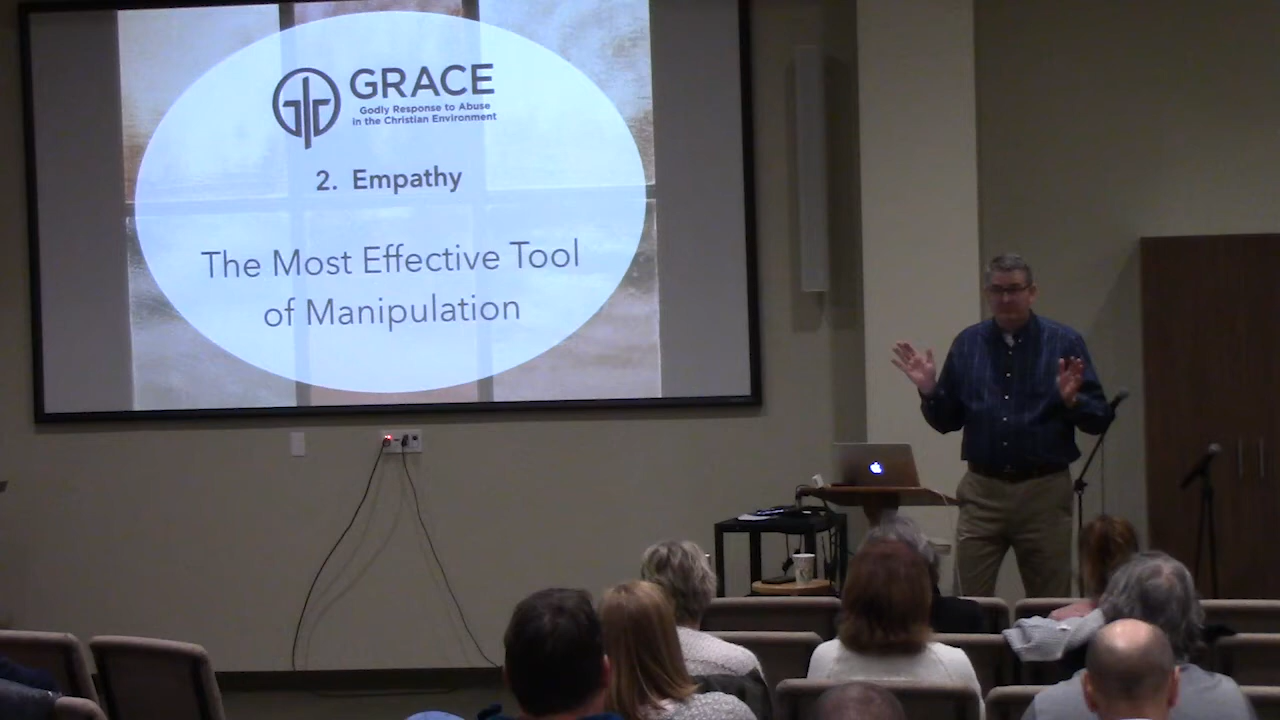 GRACE
Godly Response to Abuse
in the Christian Environment
2. Empathy
The Most Effective Tool
of Manipulation